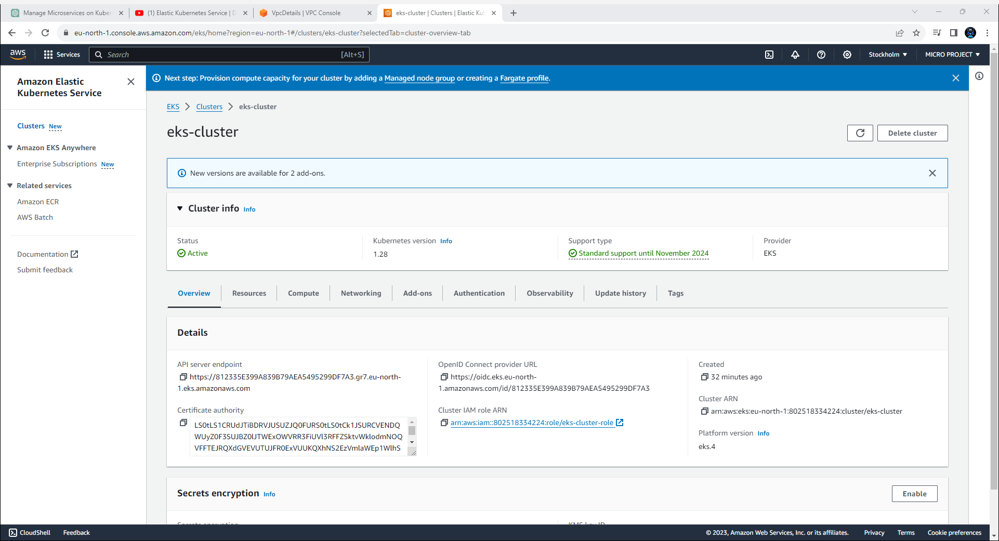 Manage Microservices on Kuber
(1) Elastic Kubernetes Service | D
VpcDetails | VPC Console
eks-cluster | Clusters | Elastic Ku
eu-north-1.console.aws.amazon.com/eks/home?region=eu-north-1#/clusters/eks-cluster?selectedTab=cluster-overview-tab
aws
Services
Search
[Alt+S]
Stockholm
MICRO PROJECT
Amazon Elastic
Kubernetes Service
Clusters New
Amazon EKS Anywhere
Enterprise Subscriptions New
Related services
Amazon ECR
AWS Batch
Documentation
Submit feedback
Next step: Provision compute capacity for your cluster by adding a Managed node group or creating a Fargate profile.
EKS
Clusters
eks-cluster
eks-cluster
Delete cluster
New versions are available for 2 add-ons.
Cluster info Info
Status
Active
Kubernetes version Info
1.28
Support type
Standard support until November 2024
Provider
EKS
Overview
Resources
Compute
Networking
Add-ons
Authentication
Observability
Update history
Tags
Details
API server endpoint
https://812335E399A839B79AEA5495299DF7A3.gr7.eu-north-
1.eks.amazonaws.com
Certificate authority
LS0tLS1CRUdJTiBDRVJUSUZJQ0FURS0tLS0tCk1JSURCVENDQ
WUyZ0F3SUJBZ0lJTWExOWVRR3FiUVl3RFFZSktvWklodmNOQ
VFFTEJRQXdGVEVUTUJFR0ExVUUKQXhNS2EzVmlaWEp1WlhS
OpenID Connect provider URL
https://oidc.eks.eu-north-
1.amazonaws.com/id/812335E399A839B79AEA5495299DF7A3
Cluster IAM role ARN
arn:aws:iam::802518334224:role/eks-cluster-role
Created
32 minutes ago
Cluster ARN
arn:aws:eks:eu-north-1:802518334224:cluster/eks-cluster
Platform version Info
eks.4
Secrets encryption Info
Enable
Secrets encryption
KMS key ID
CloudShell
Feedback
© 2023, Amazon Web Services, Inc. or its affiliates.
Privacy
Terms
Cookie preferences